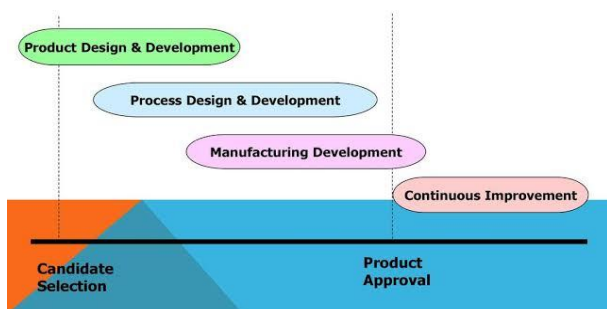 Product Design & Development
Process Design & Development
Manufacturing Development
Continuous Improvement
Candidate
Selection
Product
Approval